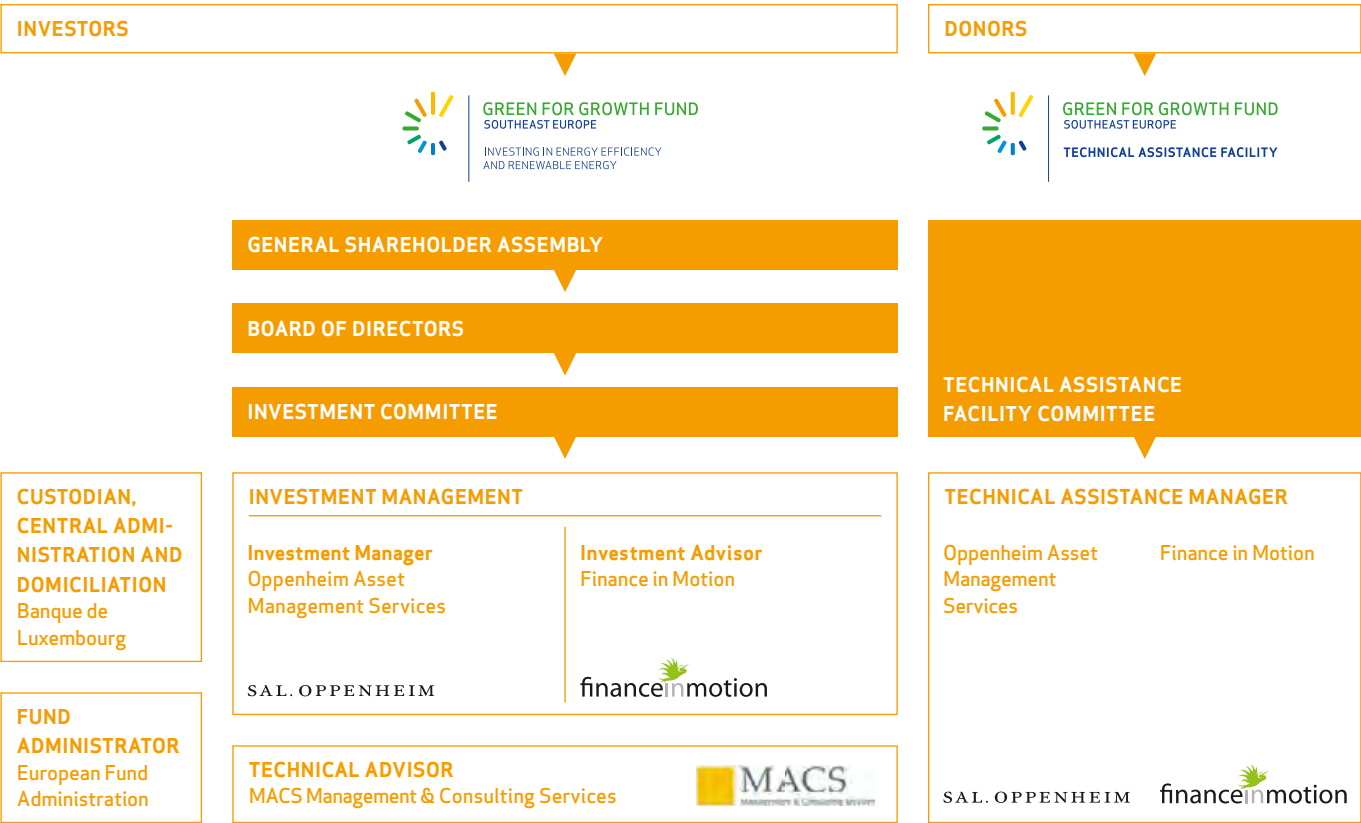 INVESTORS
DONORS
GREEN FOR GROWTH FUND
SOUTHEAST EUROPE
INVESTING IN ENERGY EFFICIENCY
AND RENEWABLE ENERGY
GREEN FOR GROWTH FUND
SOUTHEAST EUROPE
TECHNICAL ASSISTANCE FACILITY
GENERAL SHAREHOLDER ASSEMBLY
BOARD OF DIRECTORS
INVESTMENT COMMITTEE
TECHNICAL ASSISTANCE
FACILITY COMMITTEE
CUSTODIAN,
CENTRAL ADMI-
NISTRATION AND
DOMICILIATION
Banque de
Luxembourg
FUND
ADMINISTRATOR
European Fund
Administration
INVESTMENT MANAGEMENT
Investment Manager
Oppenheim Asset
Management Services
SAL. OPPENHEIM
Investment Advisor
Finance in Motion
financeinmotion
TECHNICAL ADVISOR
MACS Management & Consulting Services
MACS
Management & Consulting Services
TECHNICAL ASSISTANCE MANAGER
Oppenheim Asset
Management
Services
Finance in Motion
SAL. OPPENHEIM
financeinmotion